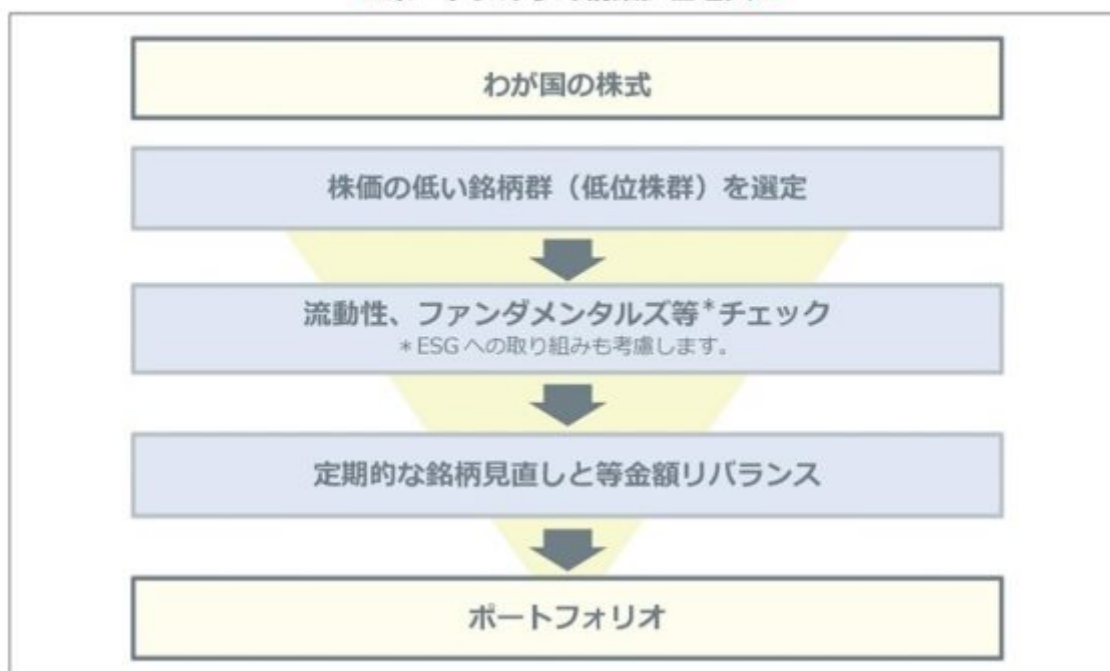 わが国の株式
株価の低い銘柄群（低位株群）を選定
流動性、ファンダメンタルズ等*チェック
* ESG への取り組みも考慮します。
定期的な銘柄見直しと等金額リバランス
ポートフォリオ